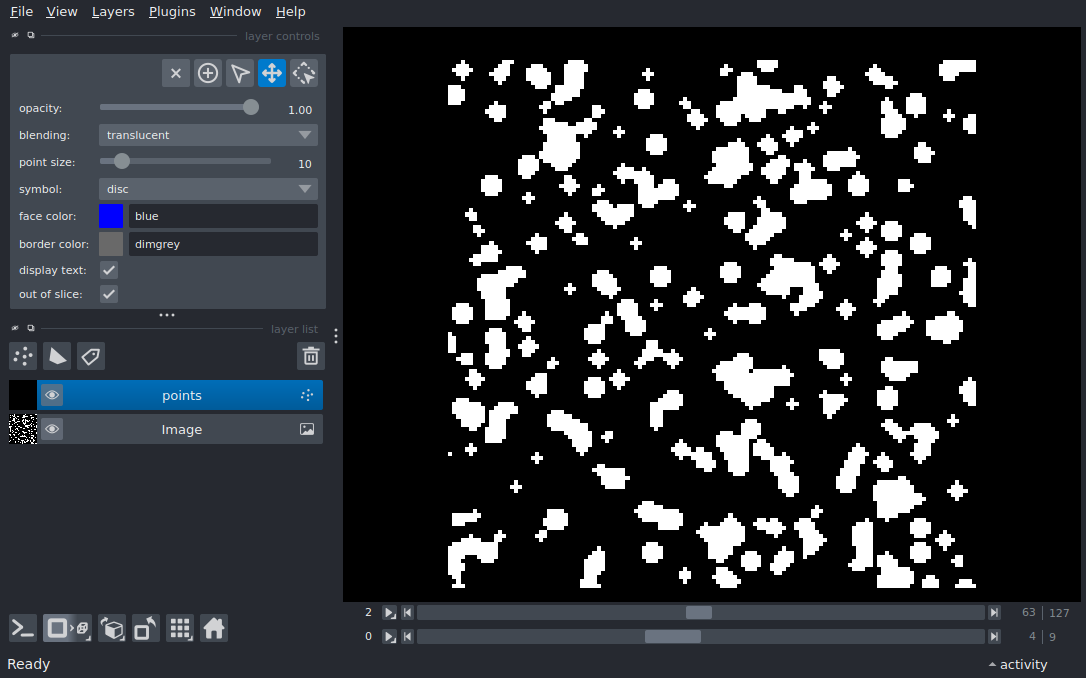 File View Layers Plugins Window Help
layer controls
opacity: 1.00
blending: translucent
point size: 10
symbol: disc
face color: blue
border color: dimgrey
display text:
out of slice:
layer list
points
Image
2 63 | 127
0 4 | 9
Ready activity